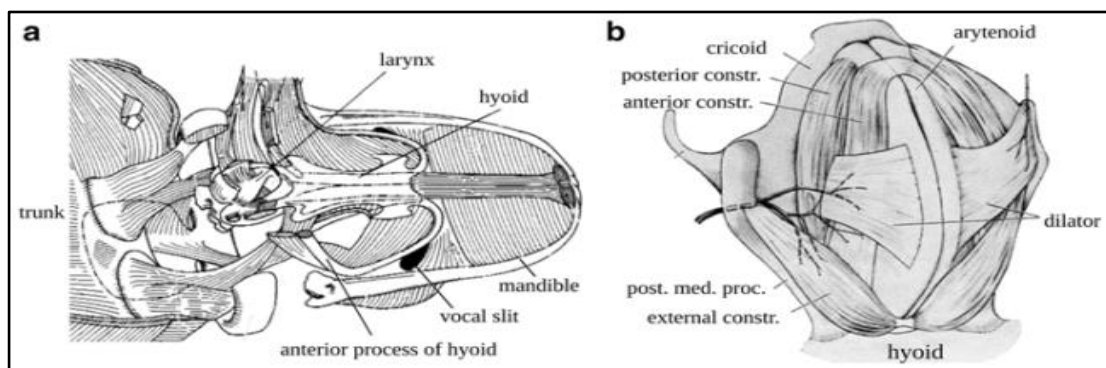 a
larynx
hyoid
trunk
mandible
vocal slit
anterior process of hyoid
b
arytenoid
cricoid
posterior constr.
anterior constr.
dilator
post. med. proc.
external constr.
hyoid